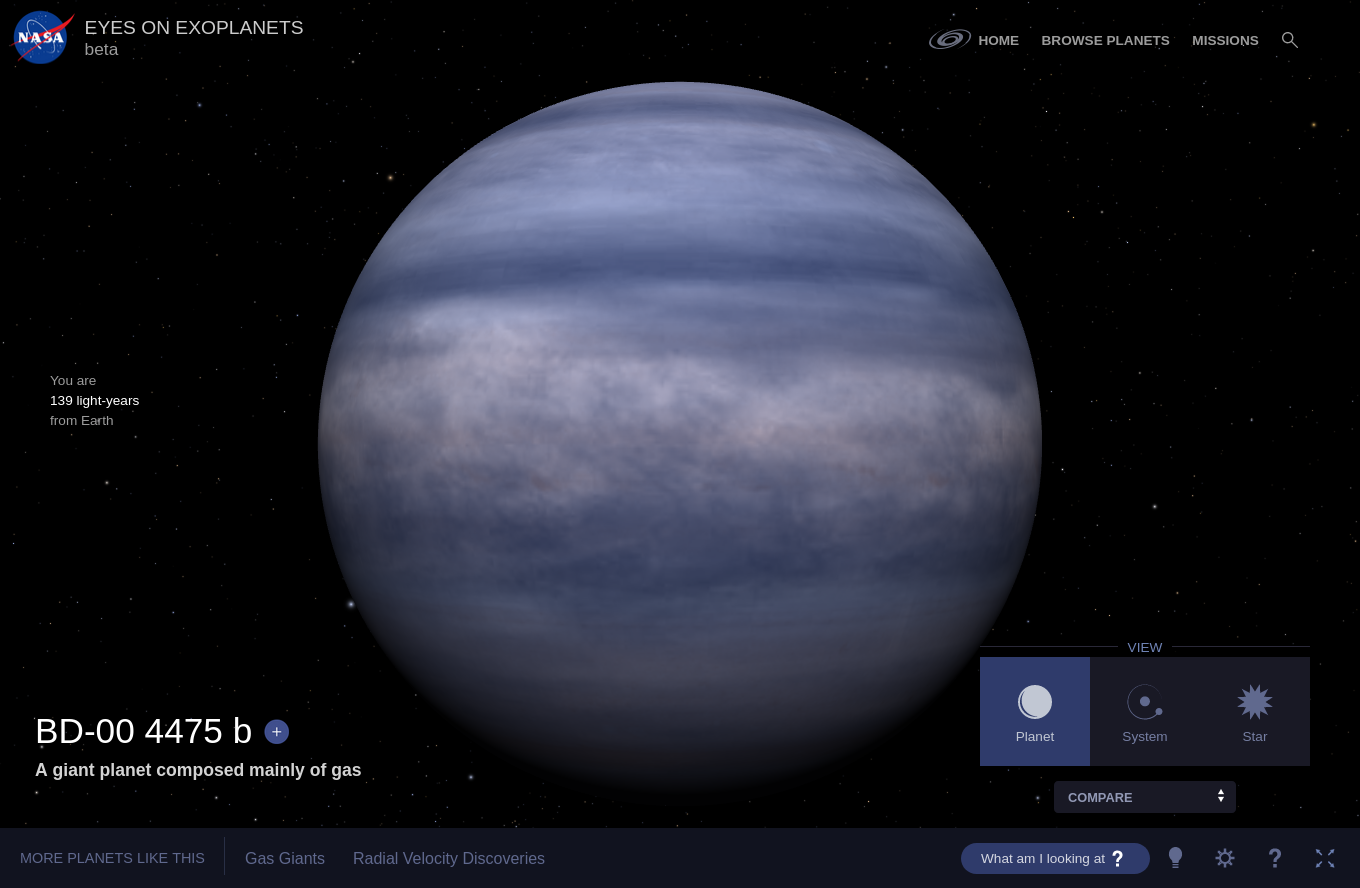 NASA
EYES ON EXOPLANETS
beta
HOME BROWSE PLANETS MISSIONS
You are
139 light-years
from Earth
VIEW
Planet System Star
BD-00 4475 b +
A giant planet composed mainly of gas
COMPARE
MORE PLANETS LIKE THIS Gas Giants Radial Velocity Discoveries What am I looking at ? ?